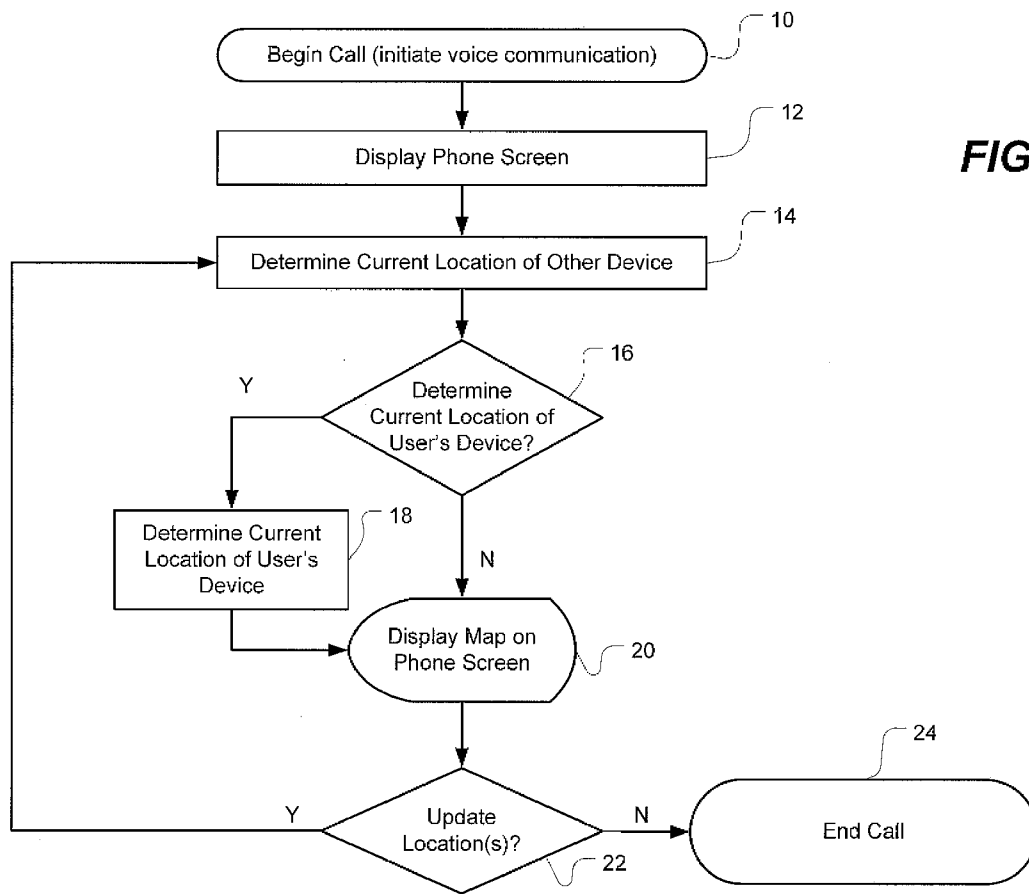 10
Begin Call (initiate voice communication)
12
Display Phone Screen
FIG
14
Determine Current Location of Other Device
16
Y
Determine
Current Location of
User's Device?
18
Determine Current
Location of User's
Device
N
Display Map on
Phone Screen
20
24
Y
Update
Location(s)?
N
End Call
22